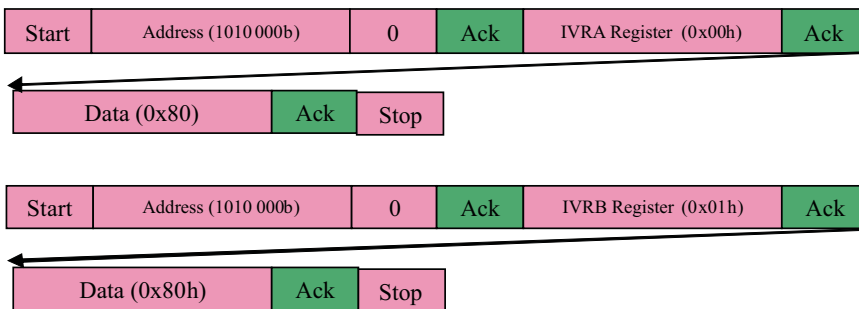 Start Address (1010 000b) 0 Ack IVRA Register (0x00h) Ack
Data (0x80) Ack Stop
Start Address (1010 000b) 0 Ack IVRB Register (0x01h) Ack
Data (0x80h) Ack Stop